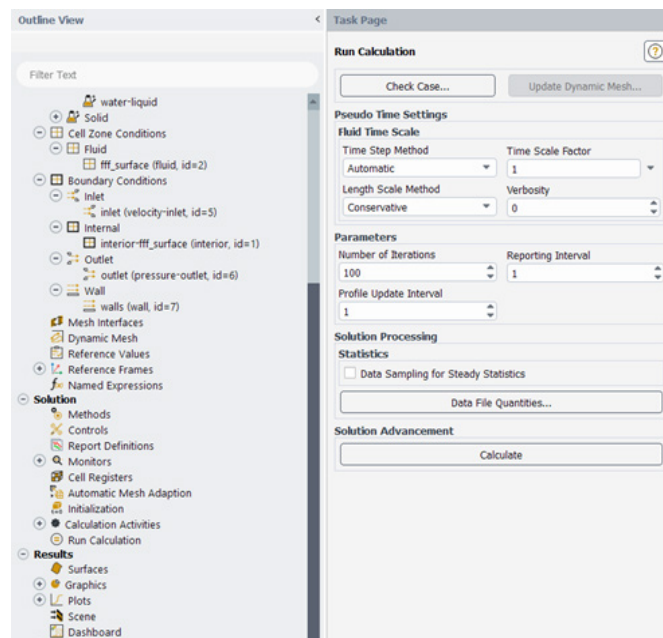 Outline View <
Filter Text
water-liquid
Solid
Cell Zone Conditions
Fluid
fff_surface (fluid, id=2)
Boundary Conditions
Inlet
inlet (velocity-inlet, id=5)
Internal
interior-fff_surface (interior, id=1)
Outlet
outlet (pressure-outlet, id=6)
Wall
walls (wall, id=7)
Mesh Interfaces
Dynamic Mesh
Reference Values
Reference Frames
Named Expressions
Solution
Methods
Controls
Report Definitions
Monitors
Cell Registers
Automatic Mesh Adaption
Initialization
Calculation Activities
Run Calculation
Results
Surfaces
Graphics
Plots
Scene
Dashboard
Task Page
Run Calculation
Check Case... Update Dynamic Mesh...
Pseudo Time Settings
Fluid Time Scale
Time Step Method Time Scale Factor
Automatic 1
Length Scale Method Verbosity
Conservative 0
Parameters
Number of Iterations Reporting Interval
100 1
Profile Update Interval
1
Solution Processing
Statistics
Data Sampling for Steady Statistics
Data File Quantities...
Solution Advancement
Calculate